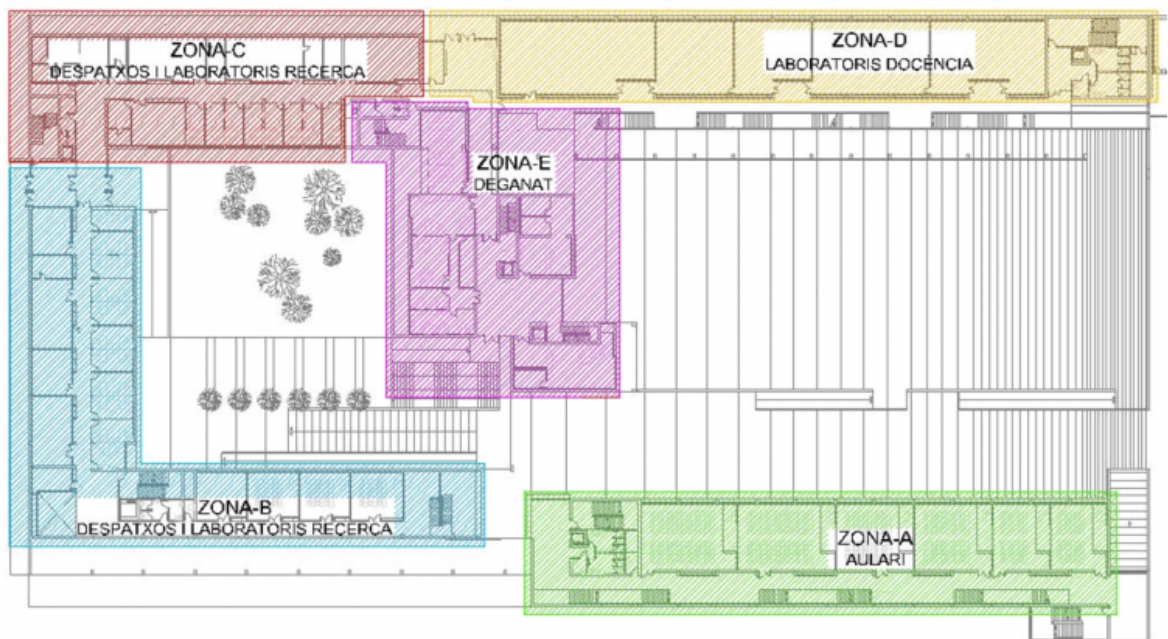 ZONA-C
DESPATXOS I LABORATORIS RECERCA
ZONA-D
LABORATORIS DOCÈNCIA
ZONA-E
DEGANAT
ZONA-B
DESPATXOS I LABORATORIS RECERCA
ZONA-A
AULARI